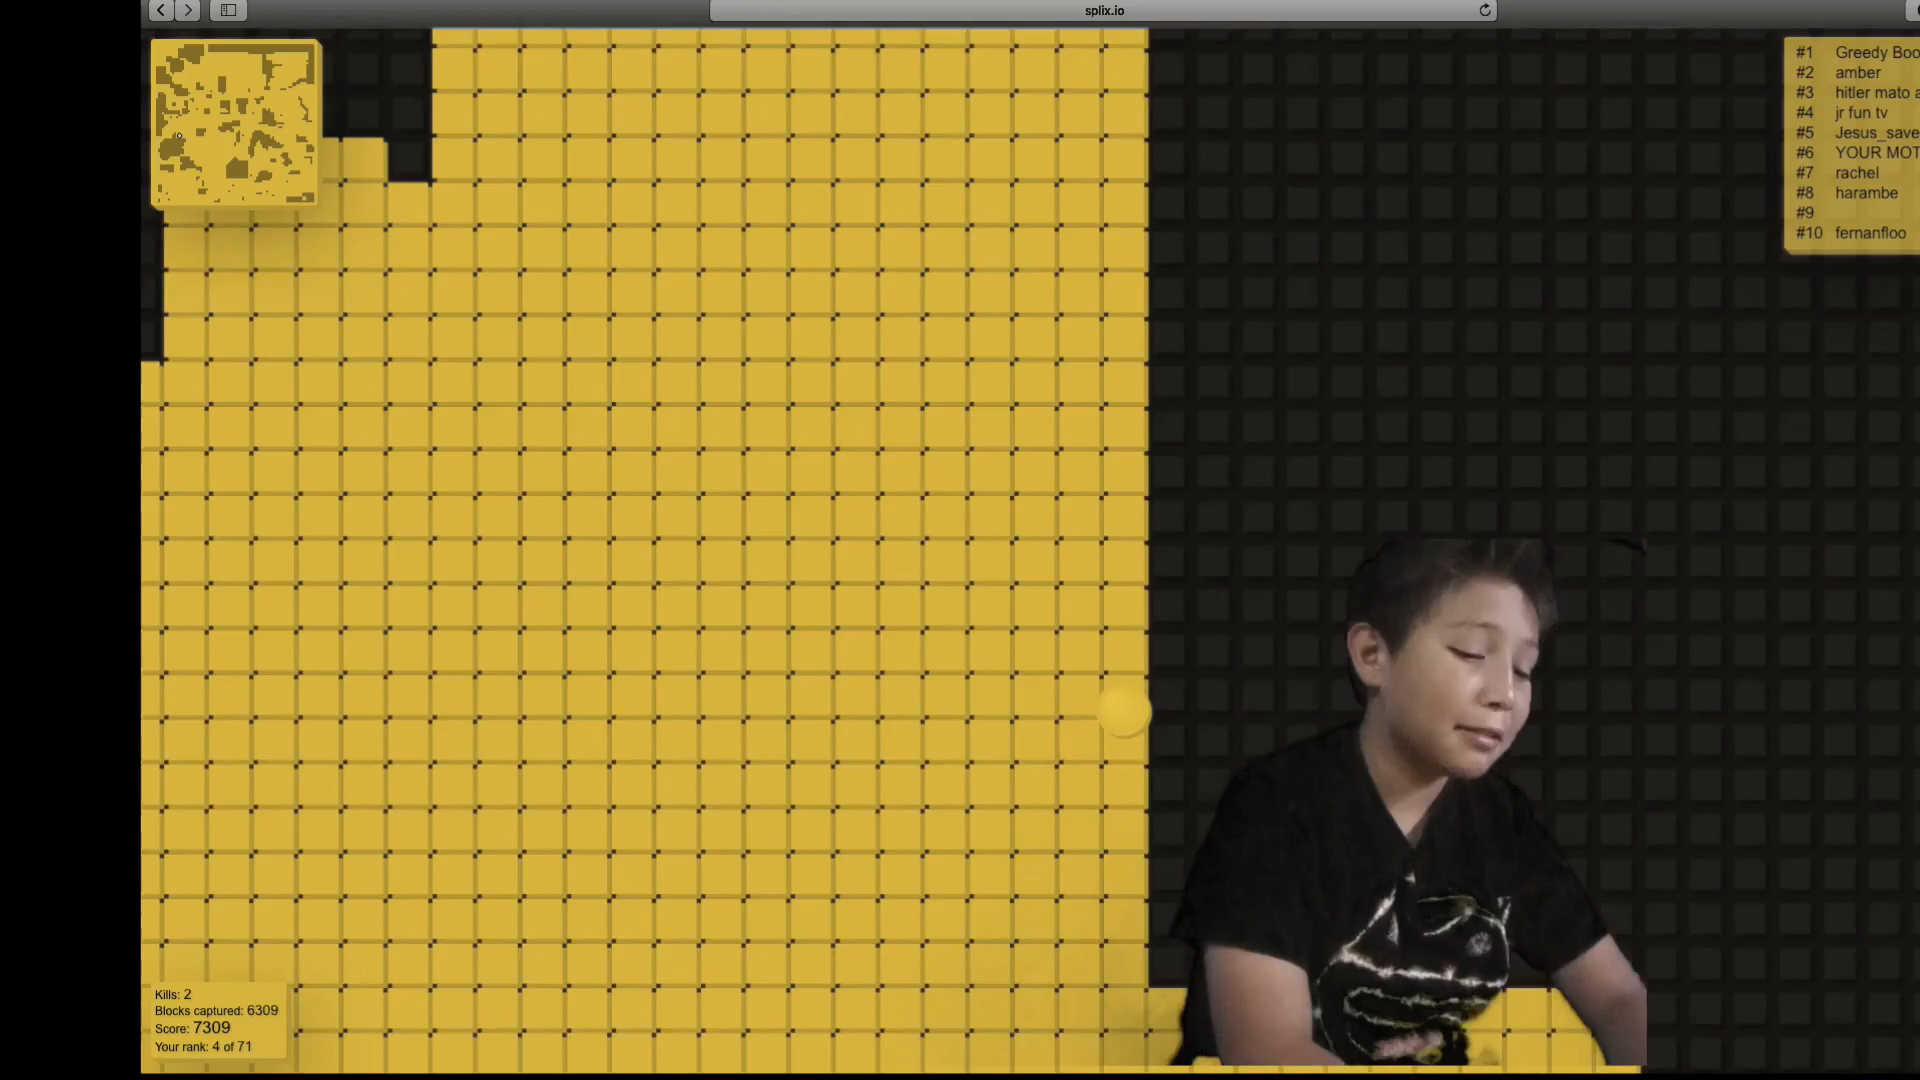 splix.io
#1 Greedy Boo
#2 amber
#3 hitler mato a
#4 jr fun tv
#5 Jesus_save
#6 YOUR MOT
#7 rachel
#8 harambe
#9
#10 fernanfloo
Kills: 2
Blocks captured: 6309
Score: 7309
Your rank: 4 of 71